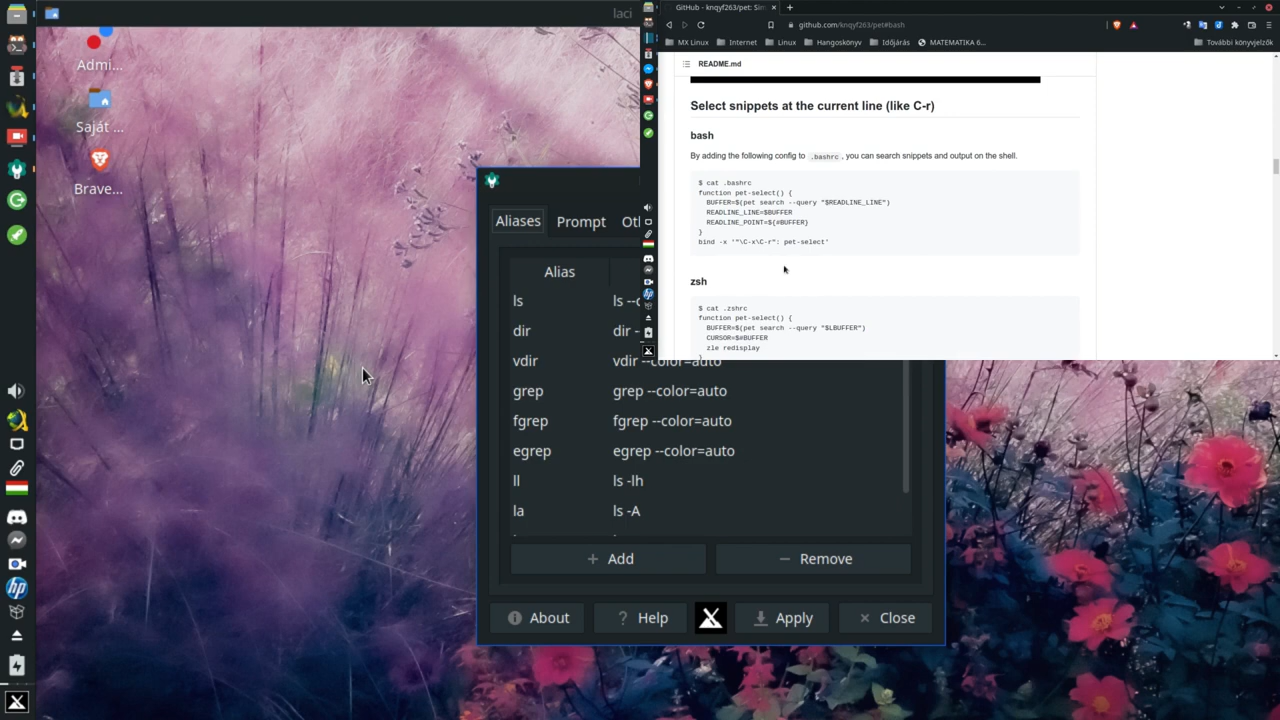 laci
Admi...
Saját ...
Brave...
Aliases
Prompt
Alias
ls
dir
vdir
vdir --color=auto
grep
grep --color=auto
fgrep
fgrep --color=auto
egrep
egrep --color=auto
ll
ls -lh
la
ls -A
+ Add
− Remove
About
? Help
Apply
× Close
hp
GitHub - knqyf263/pet: Sim
github.com/knqyf263/pet#bash
MX Linux
Internet
Linux
Hangoskönyv
Időjárás
MATEMATIKA 6...
További könyvjelzők
README.md
Select snippets at the current line (like C-r)
bash
By adding the following config to .bashrc, you can search snippets and output on the shell.
$ cat .bashrc
function pet-select() {
  BUFFER=$(pet search --query "$READLINE_LINE")
  READLINE_LINE=$BUFFER
  READLINE_POINT=${#BUFFER}
}
bind -x '"\C-x\C-r": pet-select'
zsh
$ cat .zshrc
function pet-select() {
  BUFFER=$(pet search --query "$LBUFFER")
  CURSOR=$#BUFFER
  zle redisplay
}